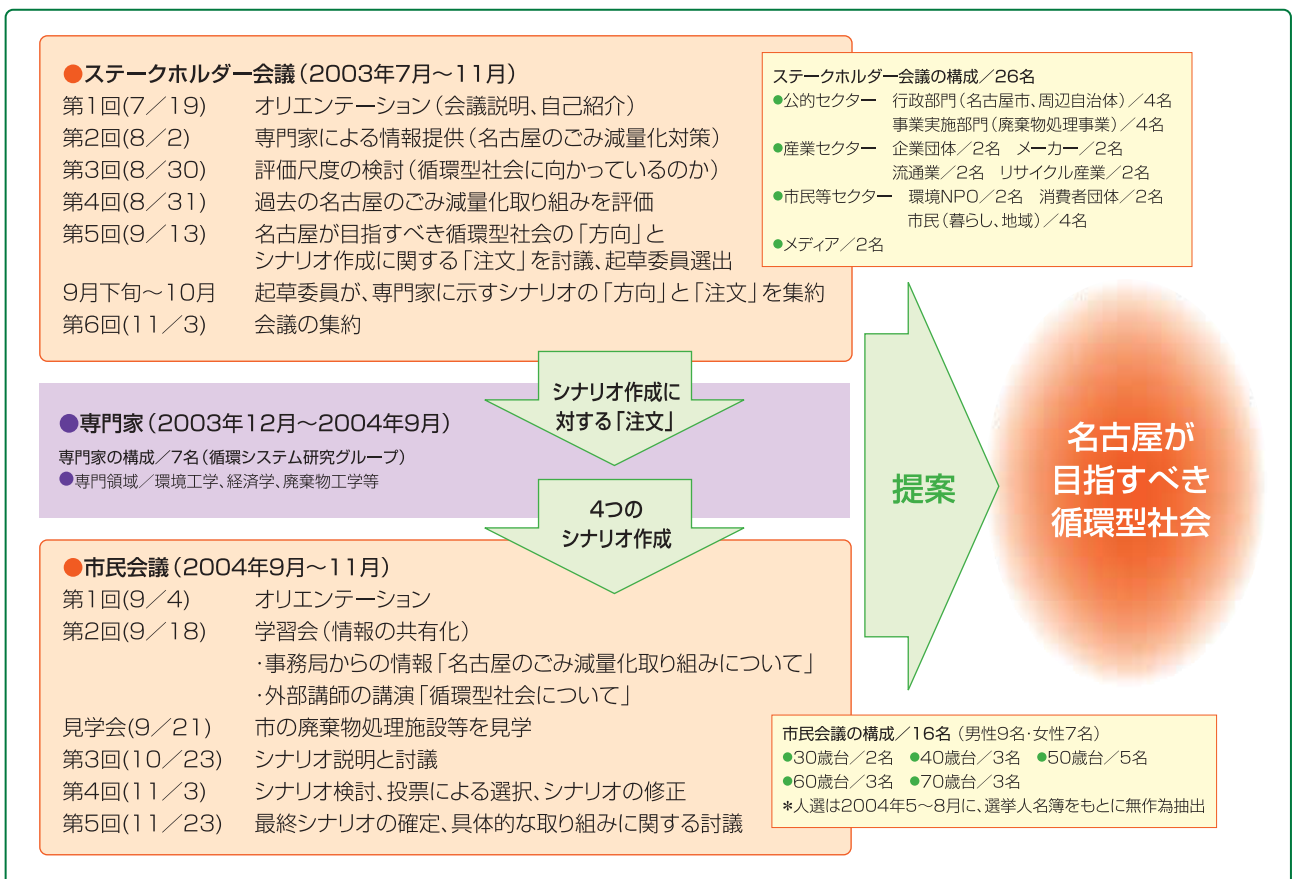 ●ステークホルダー会議(2003年7月〜11月)
第1回(7/19) オリエンテーション(会議説明、自己紹介)
第2回(8/2) 専門家による情報提供(名古屋のごみ減量化対策)
第3回(8/30) 評価尺度の検討(循環型社会に向かっているのか)
第4回(8/31) 過去の名古屋のごみ減量化取り組みを評価
第5回(9/13) 名古屋が目指すべき循環型社会の「方向」と
シナリオ作成に関する「注文」を討議、起草委員選出
9月下旬〜10月 起草委員が、専門家に示すシナリオの「方向」と「注文」を集約
第6回(11/3) 会議の集約
ステークホルダー会議の構成/26名
●公的セクター 行政部門(名古屋市、周辺自治体)/4名
事業実施部門(廃棄物処理事業)/4名
●産業セクター 企業団体/2名 メーカー/2名
流通業/2名 リサイクル産業/2名
●市民等セクター 環境NPO/2名 消費者団体/2名
市民(暮らし、地域)/4名
●メディア/2名
シナリオ作成に
対する「注文」
●専門家(2003年12月〜2004年9月)
専門家の構成/7名(循環システム研究グループ)
●専門領域/環境工学、経済学、廃棄物工学等
4つの
シナリオ作成
提案
名古屋が
目指すべき
循環型社会
●市民会議(2004年9月〜11月)
第1回(9/4) オリエンテーション
第2回(9/18) 学習会(情報の共有化)
・事務局からの情報「名古屋のごみ減量化取り組みについて」
・外部講師の講演「循環型社会について」
見学会(9/21) 市の廃棄物処理施設等を見学
第3回(10/23) シナリオ説明と討議
第4回(11/3) シナリオ検討、投票による選択、シナリオの修正
第5回(11/23) 最終シナリオの確定、具体的な取り組みに関する討議
市民会議の構成/16名(男性9名・女性7名)
●30歳台/2名 ●40歳台/3名 ●50歳台/5名
●60歳台/3名 ●70歳台/3名
*人選は2004年5〜8月に、選挙人名簿をもとに無作為抽出